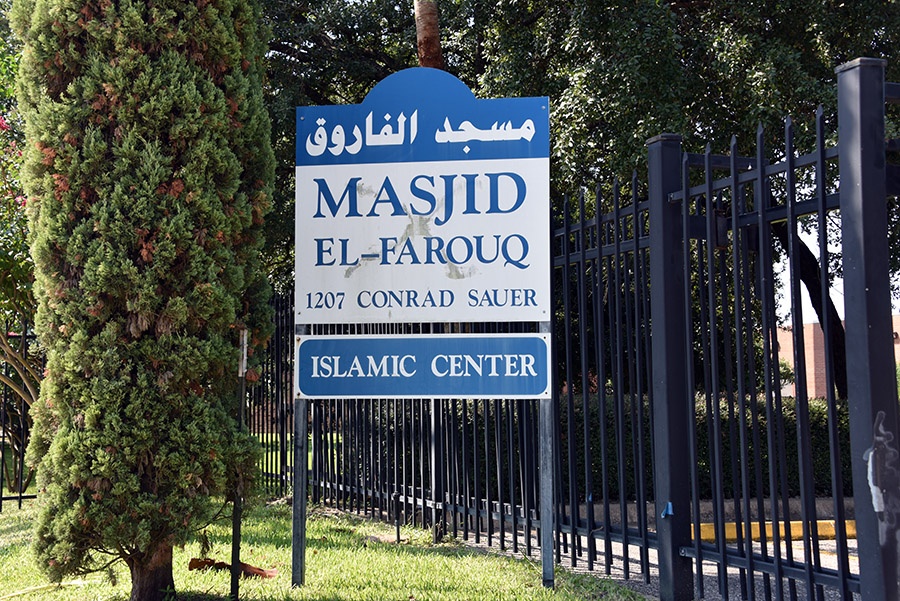 مسجد الفاروق
MASJID
EL-FAROUQ
1207 CONRAD SAUER
ISLAMIC CENTER